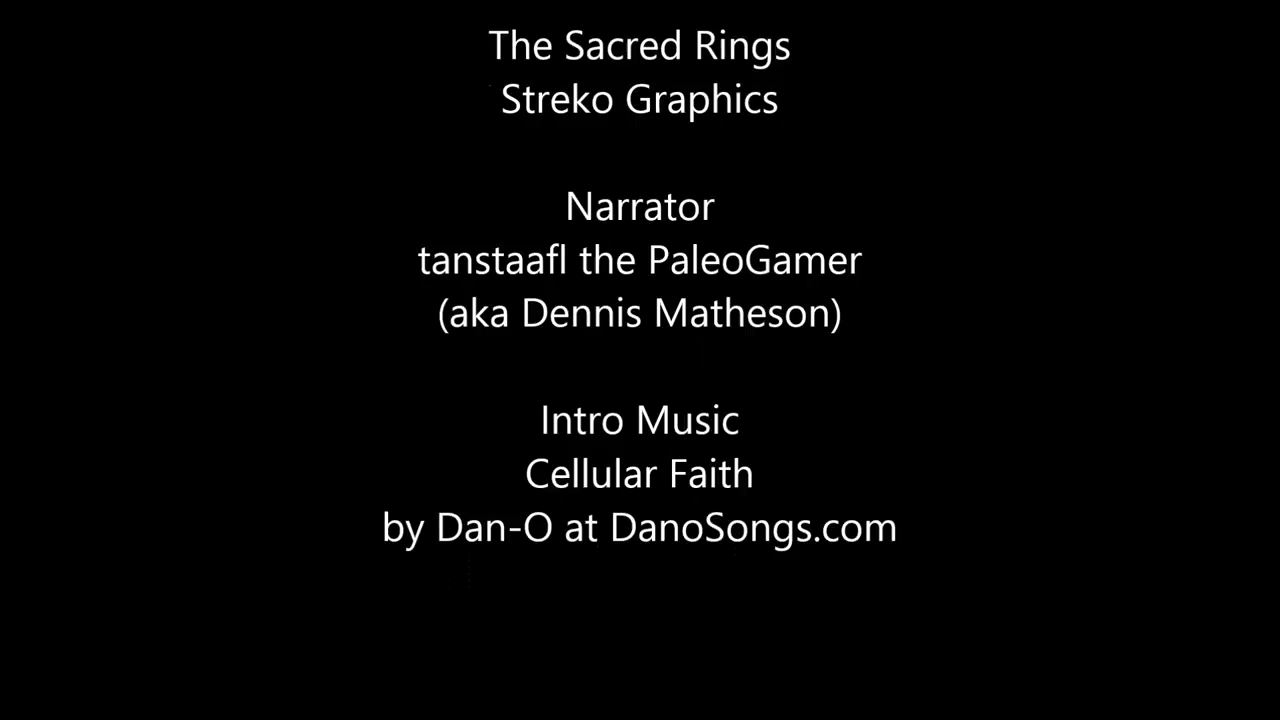 The Sacred Rings
Streko Graphics
Narrator
tanstaafl the PaleoGamer
(aka Dennis Matheson)
Intro Music
Cellular Faith
by Dan-O at DanoSongs.com